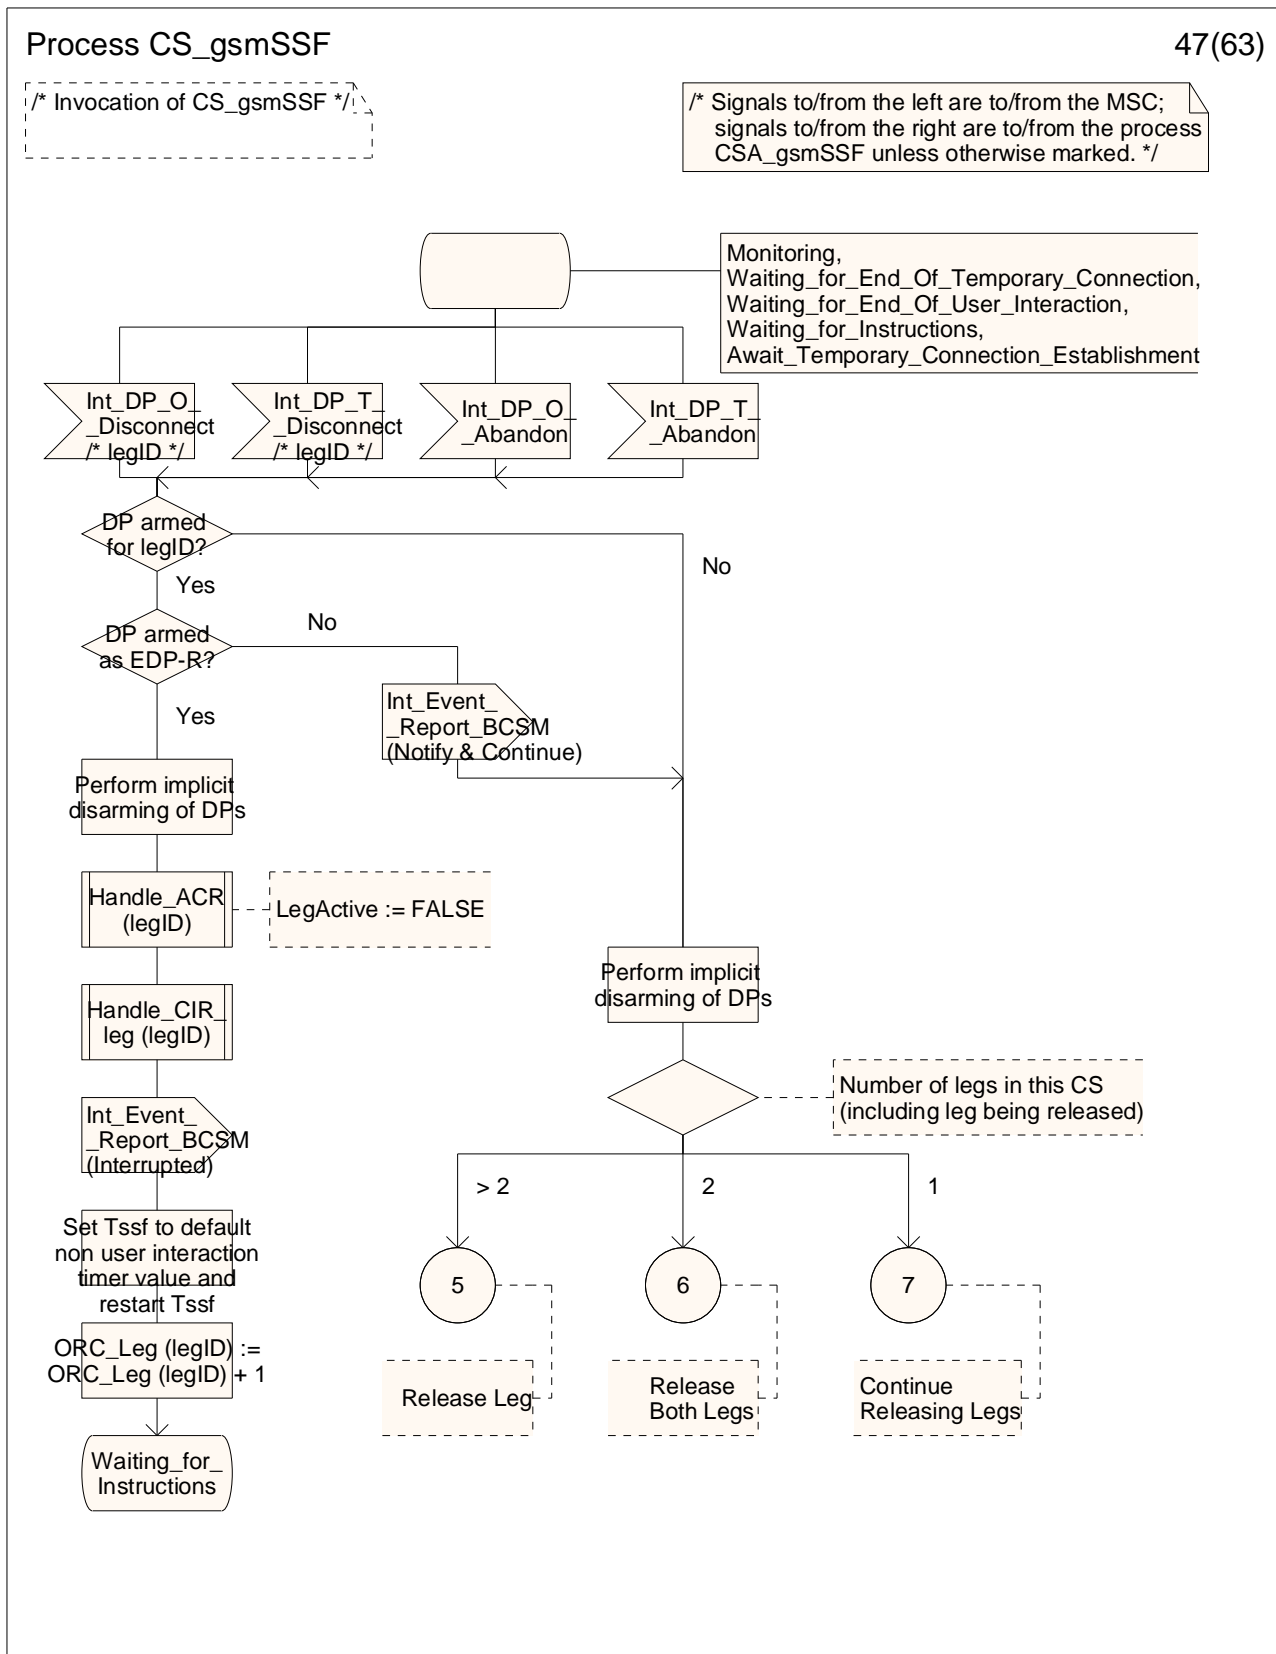 Process CS_gsmSSF
47(63)
/* Invocation of CS_gsmSSF */
/* Signals to/from the left are to/from the MSC;
signals to/from the right are to/from the process
CSA_gsmSSF unless otherwise marked. */
Monitoring,
Waiting_for_End_Of_Temporary_Connection,
Waiting_for_End_Of_User_Interaction,
Waiting_for_Instructions,
Await_Temporary_Connection_Establishment
Int_DP_O_
_Disconnect
/* legID */
Int_DP_T_
_Disconnect
/* legID */
Int_DP_O_
_Abandon
Int_DP_T_
_Abandon
DP armed
for legID?
No
Yes
DP armed
as EDP-R?
No
Yes
Int_Event_
_Report_BCSM
(Notify & Continue)
Perform implicit
disarming of DPs
Handle_ACR
(legID)
LegActive := FALSE
Perform implicit
disarming of DPs
Handle_CIR_
leg (legID)
Number of legs in this CS
(including leg being released)
Int_Event_
_Report_BCSM
(Interrupted)
> 2
2
1
Set Tssf to default
non user interaction
timer value and
restart Tssf
5
6
7
ORC_Leg (legID) :=
ORC_Leg (legID) + 1
Release Leg
Release
Both Legs
Continue
Releasing Legs
Waiting_for_
Instructions